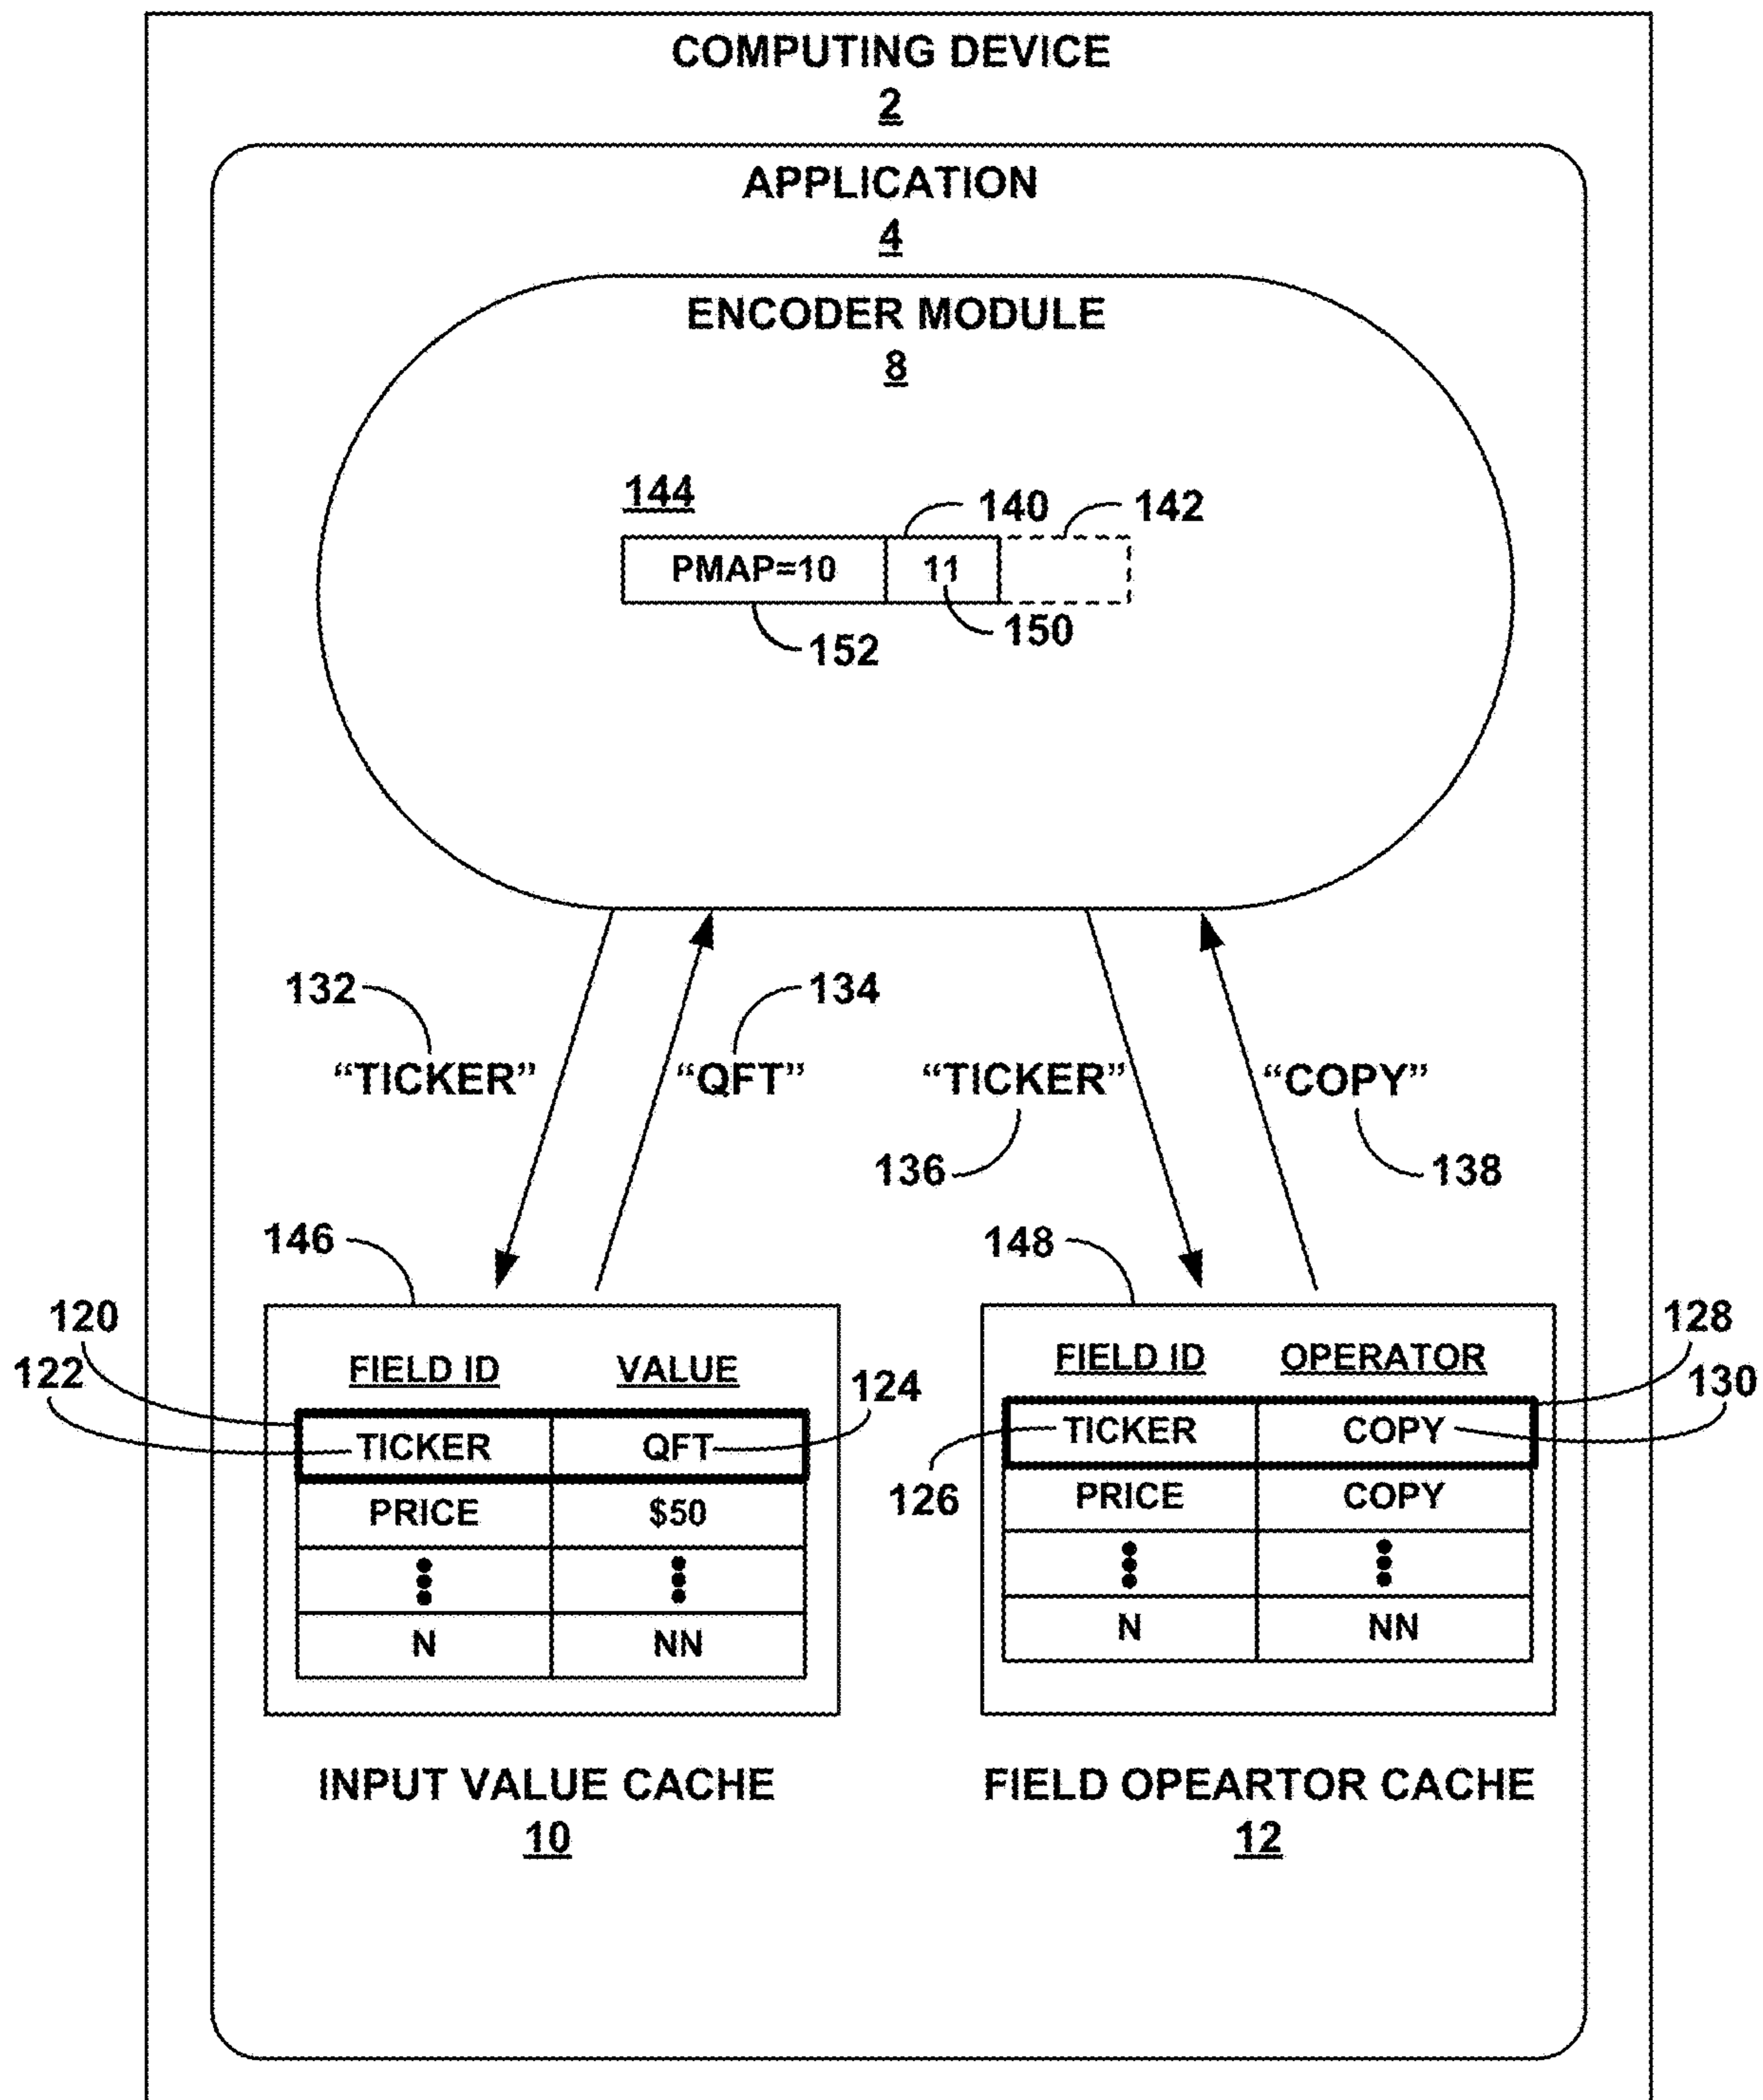 COMPUTING DEVICE
2
APPLICATION
4
ENCODER MODULE
8
144
140
142
PMAP=10
11
152
150
132
134
“TICKER”
“QFT”
“TICKER”
“COPY”
136
138
146
148
120
128
122
FIELD ID
VALUE
124
FIELD ID
OPERATOR
130
TICKER
QFT
TICKER
COPY
126
PRICE
$50
PRICE
COPY
N
NN
N
NN
INPUT VALUE CACHE
10
FIELD OPEARTOR CACHE
12